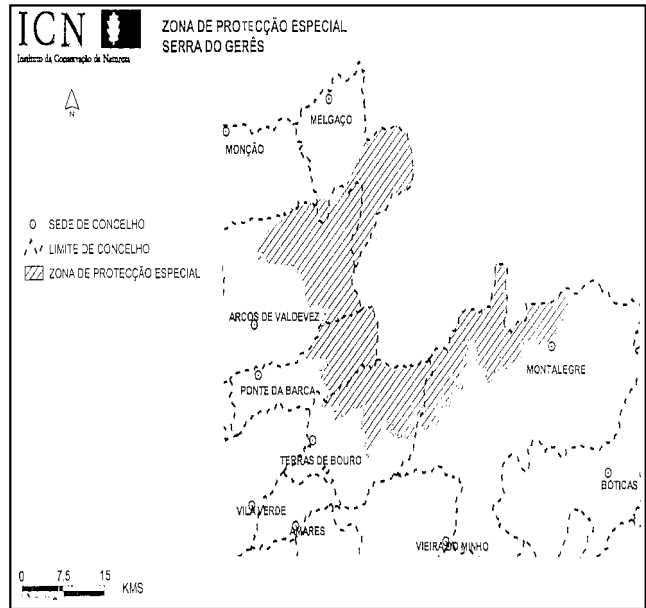 ICN
Instituto da Conservação da Natureza
ZONA DE PROTECÇÃO ESPECIAL
SERRA DO GERÊS
N
MELGAÇO
MONÇÃO
SEDE DE CONCELHO
LIMITE DE CONCELHO
ZONA DE PROTECÇÃO ESPECIAL
ARCOS DE VALDEVEZ
MONTALEGRE
PONTE DA BARCA
TERRAS DE BOURO
BOTICAS
VILA VERDE
AMARES
VIEIRA DO MINHO
0 7.5 15
KMS